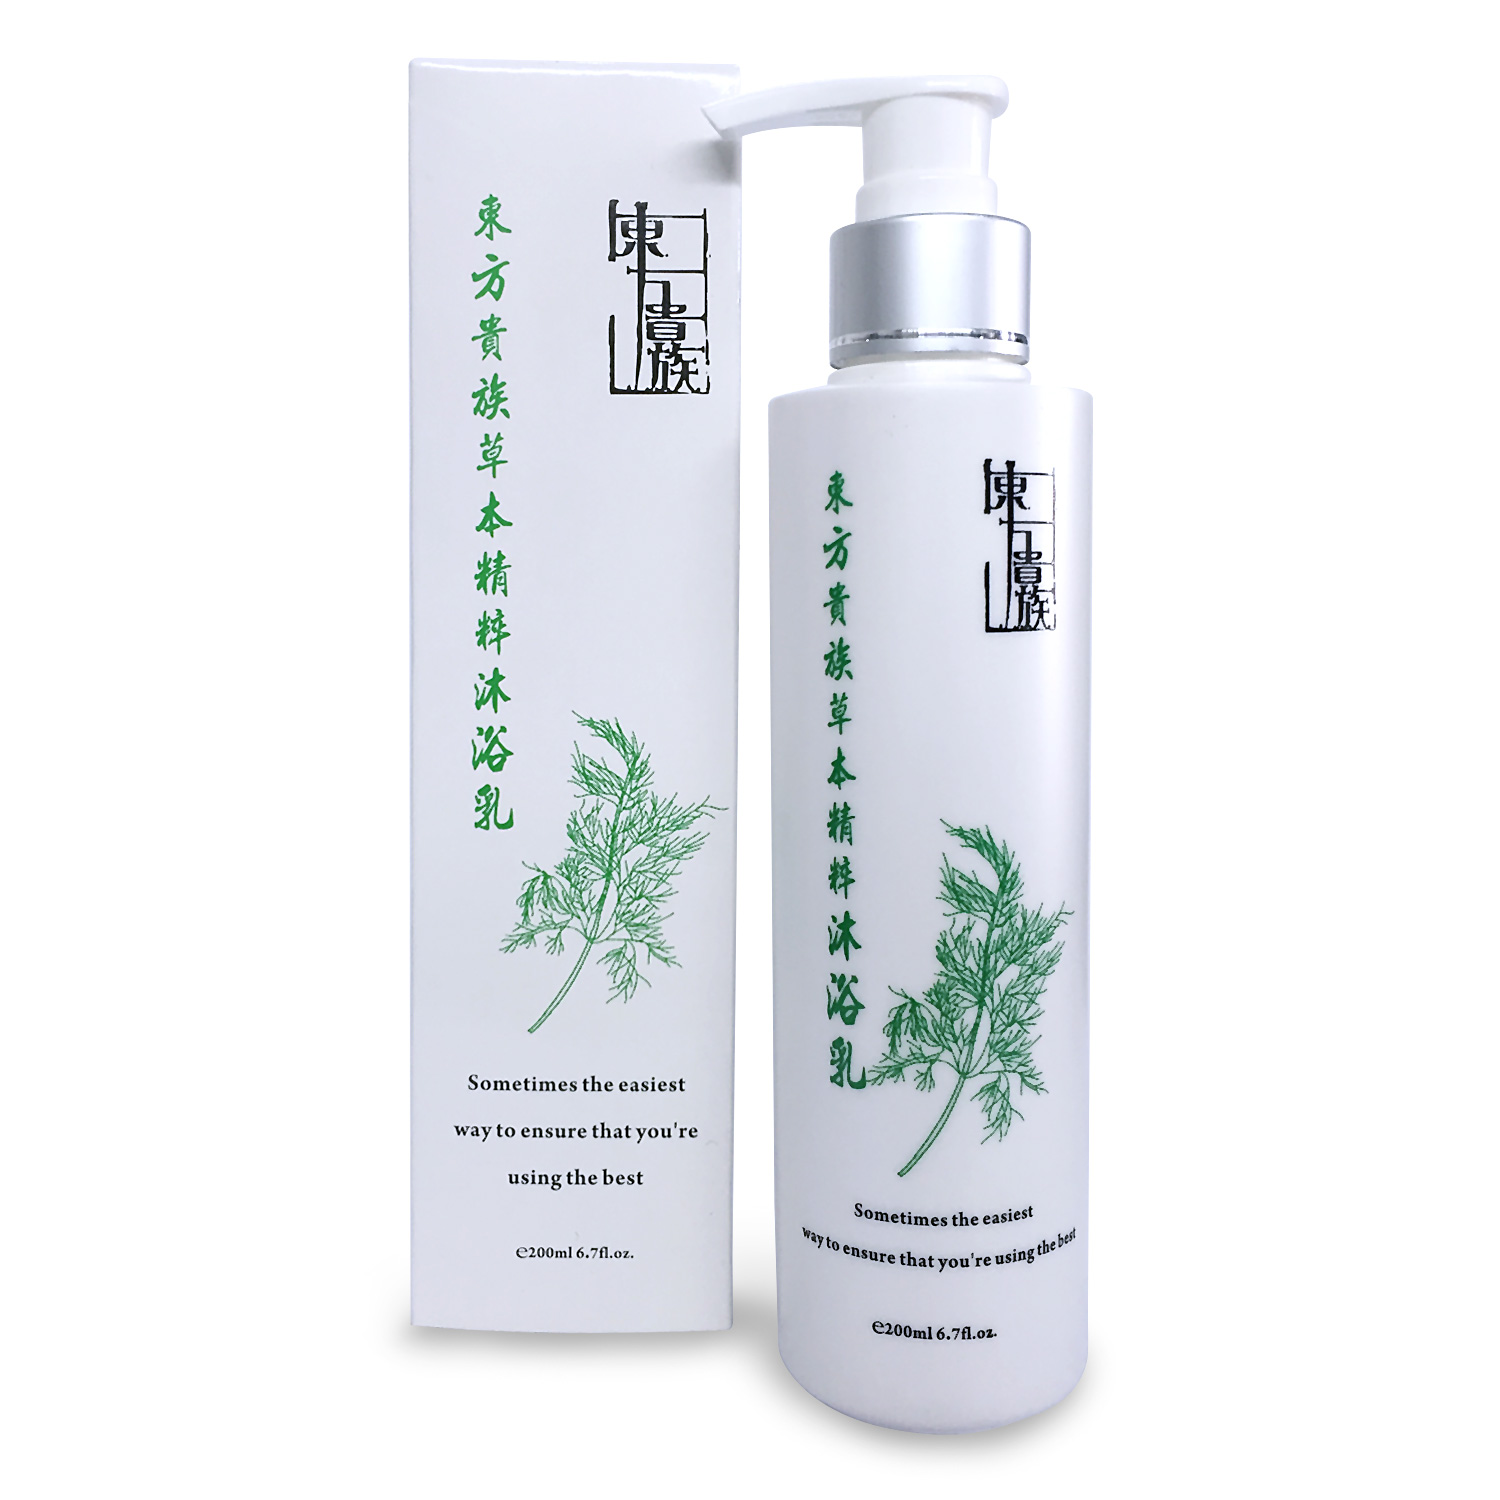 東方貴族草本精粹沐浴乳
東方貴族
Sometimes the easiest
way to ensure that you're
using the best
℮200ml 6.7fl.oz.
東方貴族草本精粹沐浴乳
東方貴族
Sometimes the easiest
way to ensure that you're using the best
℮200ml 6.7fl.oz.